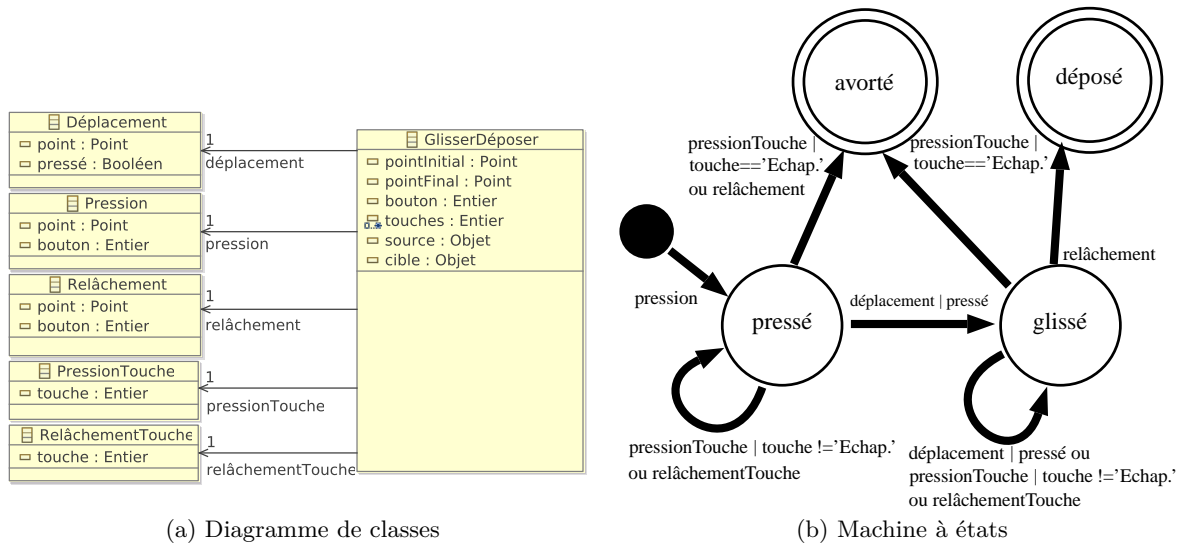 Déplacement
point : Point
pressé : Booléen
1
déplacement
Pression
point : Point
bouton : Entier
1
pression
Relâchement
point : Point
bouton : Entier
1
relâchement
PressionTouche
touche : Entier
1
pressionTouche
RelâchementTouche
touche : Entier
1
relâchementTouche
GlisserDéposer
pointInitial : Point
pointFinal : Point
bouton : Entier
0..*
touches : Entier
source : Objet
cible : Objet
(a) Diagramme de classes
avorté
déposé
pressionTouche |
touche=='Echap.'
ou relâchement
pressionTouche |
touche=='Echap.'
pression
relâchement
pressé
déplacement | pressé
glissé
pressionTouche | touche !='Echap.'
ou relâchementTouche
déplacement | pressé ou
pressionTouche | touche !='Echap.'
ou relâchementTouche
(b) Machine à états